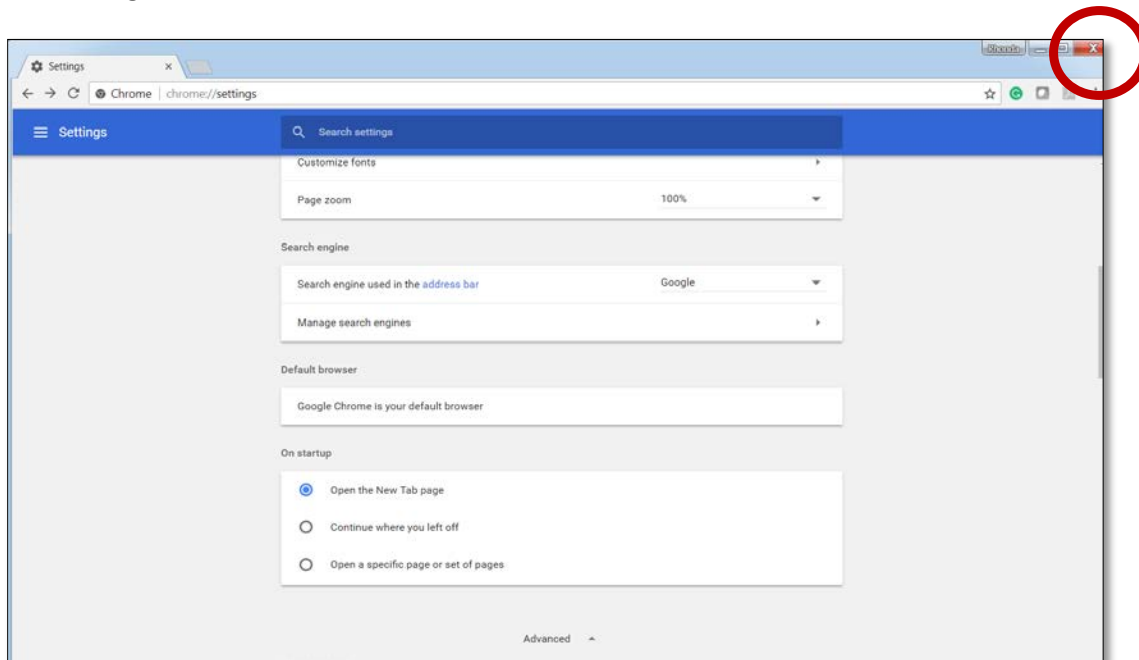 Settings
Chrome | chrome://settings
Settings
Search settings
Customize fonts
Page zoom 100%
Search engine
Search engine used in the address bar Google
Manage search engines
Default browser
Google Chrome is your default browser
On startup
Open the New Tab page
Continue where you left off
Open a specific page or set of pages
Advanced